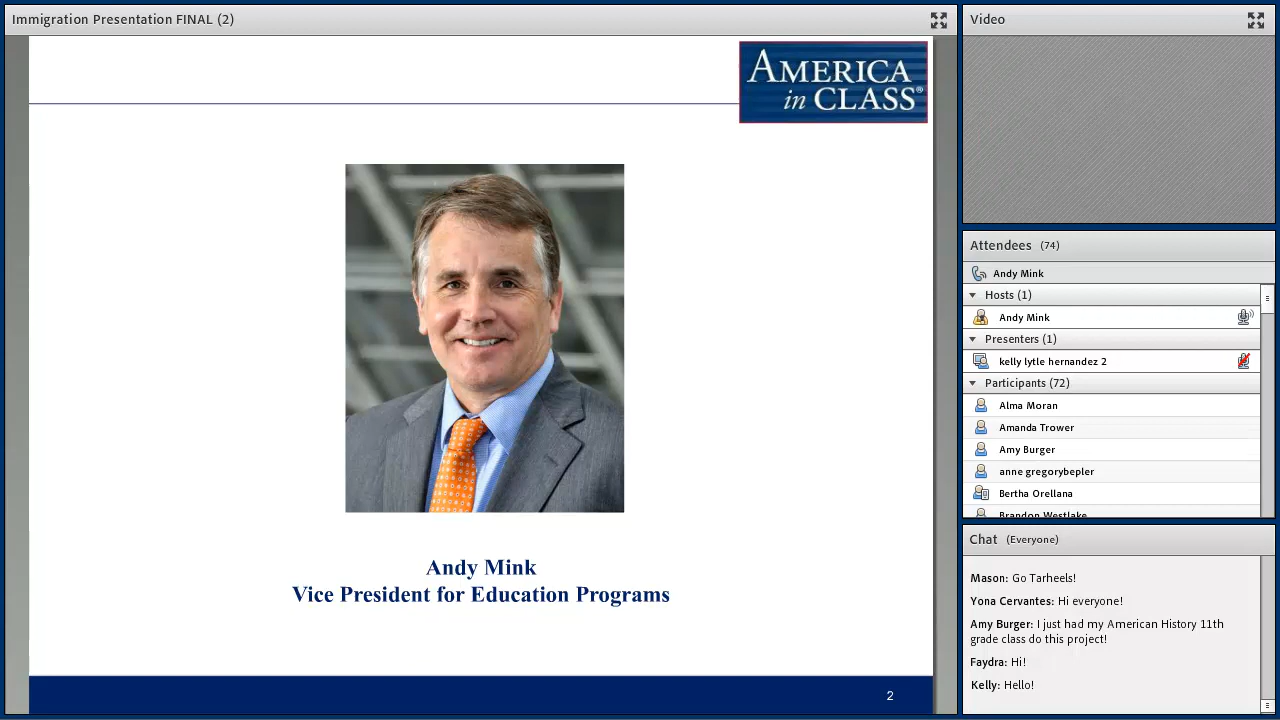 Immigration Presentation FINAL (2)
AMERICA
in CLASS®
Andy Mink
Vice President for Education Programs
2
Video
Attendees (74)
Andy Mink
Hosts (1)
Andy Mink
Presenters (1)
kelly lytle hernandez 2
Participants (72)
Alma Moran
Amanda Trower
Amy Burger
anne gregorybepler
Bertha Orellana
Brandon Westlake
Chat (Everyone)
Mason: Go Tarheels!
Yona Cervantes: Hi everyone!
Amy Burger: I just had my American History 11th
grade class do this project!
Faydra: Hi!
Kelly: Hello!